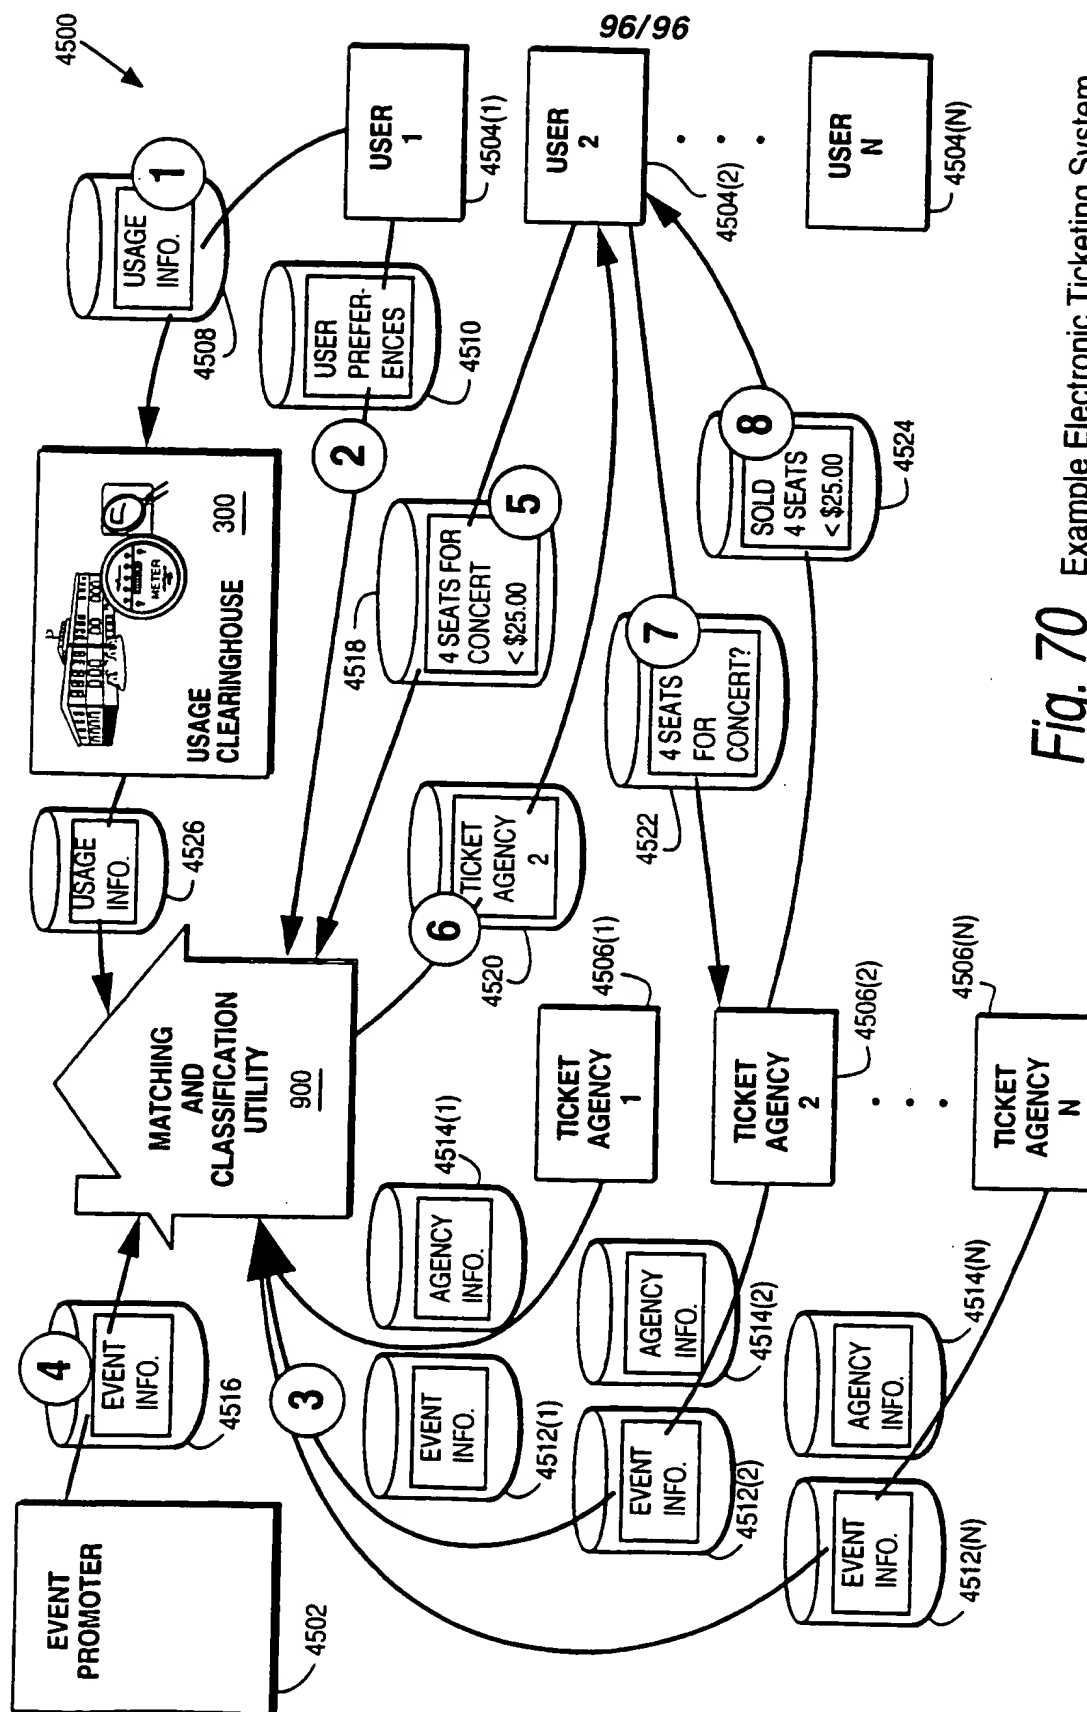 96/96
4500
EVENT
PROMOTER
4502
4
EVENT
INFO.
4516
MATCHING
AND
CLASSIFICATION
UTILITY
900
USAGE
INFO.
4526
METER
300
USAGE
CLEARINGHOUSE
1
USAGE
INFO.
4508
USER
1
4504(1)
2
USER
PREFER-
ENCES
4510
3
EVENT
INFO.
4512(1)
AGENCY
INFO.
4514(1)
TICKET
AGENCY
1
4506(1)
6
TICKET
AGENCY
2
4520
5
4 SEATS FOR
CONCERT
< $25.00
4518
USER
2
4504(2)
EVENT
INFO.
4512(2)
AGENCY
INFO.
4514(2)
TICKET
AGENCY
2
4506(2)
7
4 SEATS
FOR
CONCERT?
4522
8
SOLD
4 SEATS
< $25.00
4524
USER
N
4504(N)
EVENT
INFO.
4512(N)
AGENCY
INFO.
4514(N)
TICKET
AGENCY
N
4506(N)
Fig. 70 Example Electronic Ticketing System